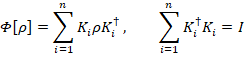 Φ[ρ] = ∑_{i=1}^{n} K_i ρ K_i^† , ∑_{i=1}^{n} K_i^† K_i = I